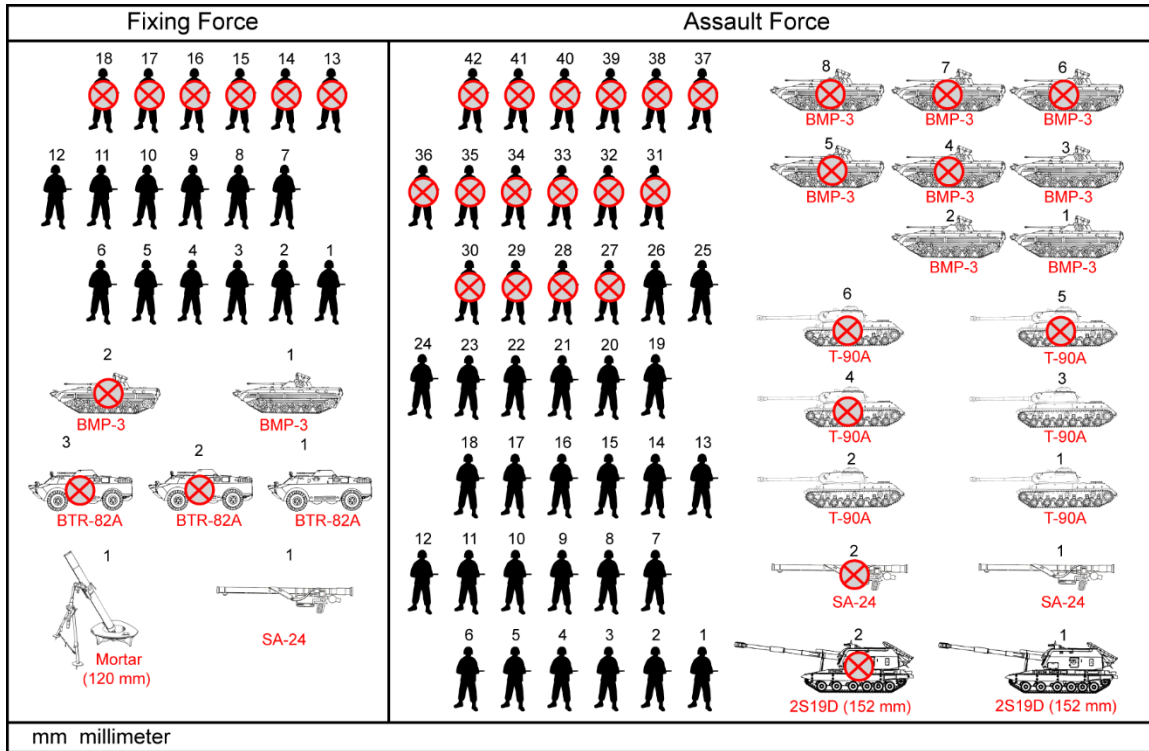 Fixing Force
Assault Force
18 17 16 15 14 13
12 11 10 9 8 7
6 5 4 3 2 1
2 1
BMP-3 BMP-3
3 2 1
BTR-82A BTR-82A BTR-82A
1 1
Mortar
(120 mm)
SA-24
42 41 40 39 38 37
36 35 34 33 32 31
30 29 28 27 26 25
24 23 22 21 20 19
18 17 16 15 14 13
12 11 10 9 8 7
6 5 4 3 2 1
8 7 6
BMP-3 BMP-3 BMP-3
5 4 3
BMP-3 BMP-3 BMP-3
2 1
BMP-3 BMP-3
6 5
T-90A T-90A
4 3
T-90A T-90A
2 1
T-90A T-90A
2 1
SA-24 SA-24
2 1
2S19D (152 mm) 2S19D (152 mm)
mm millimeter